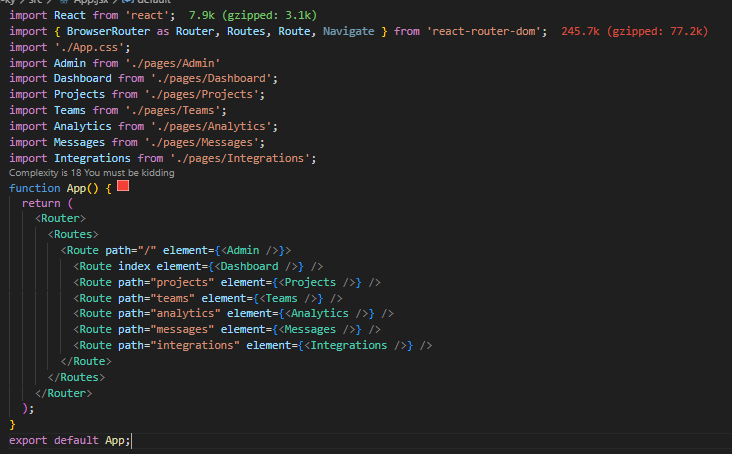 import React from 'react';  7.9k (gzipped: 3.1k)
import { BrowserRouter as Router, Routes, Route, Navigate } from 'react-router-dom';  245.7k (gzipped: 77.2k)
import './App.css';
import Admin from './pages/Admin'
import Dashboard from './pages/Dashboard';
import Projects from './pages/Projects';
import Teams from './pages/Teams';
import Analytics from './pages/Analytics';
import Messages from './pages/Messages';
import Integrations from './pages/Integrations';
Complexity is 18 You must be kidding
function App() {
  return (
    <Router>
      <Routes>
        <Route path="/" element={<Admin />}>
          <Route index element={<Dashboard />} />
          <Route path="projects" element={<Projects />} />
          <Route path="teams" element={<Teams />} />
          <Route path="analytics" element={<Analytics />} />
          <Route path="messages" element={<Messages />} />
          <Route path="integrations" element={<Integrations />} />
        </Route>
      </Routes>
    </Router>
  );
}
export default App;